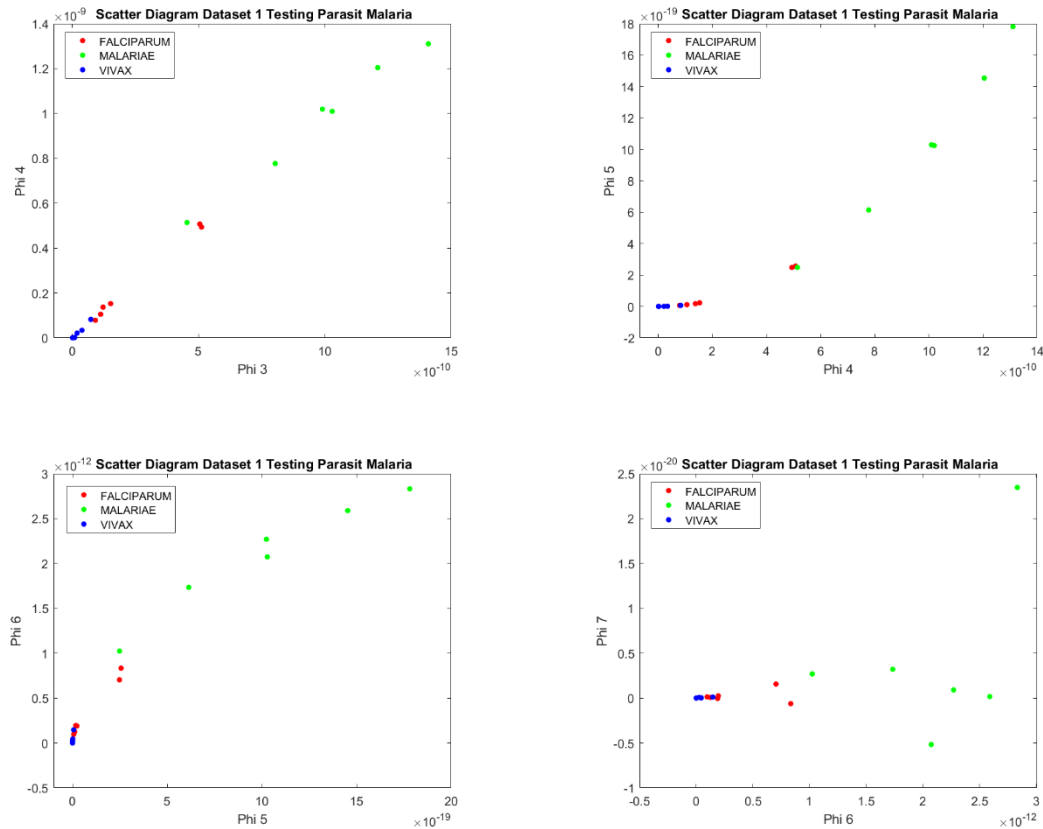 Scatter Diagram Dataset 1 Testing Parasit Malaria
×10-9
1.4
1.2
1
0.8
0.6
0.4
0.2
0
Phi 4
FALCIPARUM
MALARIAE
VIVAX
0 5 10 15
Phi 3
×10-10
Scatter Diagram Dataset 1 Testing Parasit Malaria
×10-19
18
16
14
12
10
8
6
4
2
0
-2
Phi 5
FALCIPARUM
MALARIAE
VIVAX
0 2 4 6 8 10 12 14
Phi 4
×10-10
Scatter Diagram Dataset 1 Testing Parasit Malaria
×10-12
3
2.5
2
1.5
1
0.5
0
-0.5
Phi 6
FALCIPARUM
MALARIAE
VIVAX
0 5 10 15 20
Phi 5
×10-19
Scatter Diagram Dataset 1 Testing Parasit Malaria
×10-20
2.5
2
1.5
1
0.5
0
-0.5
-1
Phi 7
FALCIPARUM
MALARIAE
VIVAX
-0.5 0 0.5 1 1.5 2 2.5 3
Phi 6
×10-12